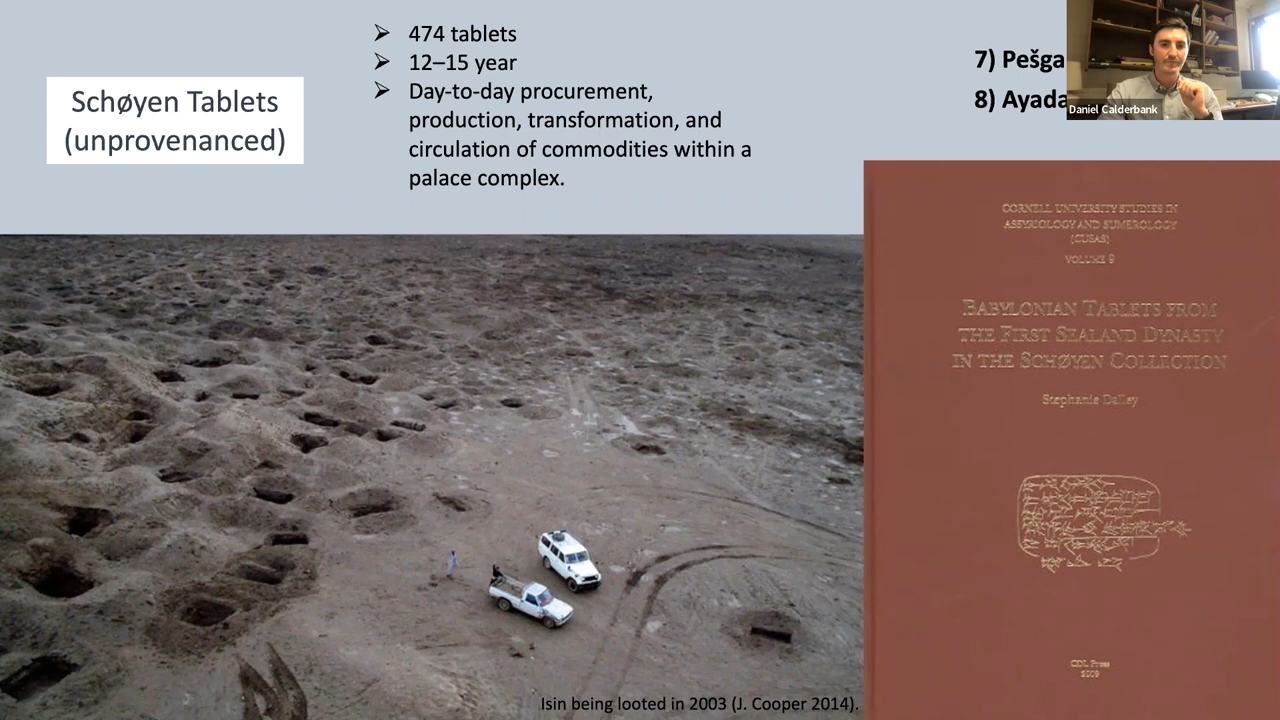 Schøyen Tablets
(unprovenanced)
➢ 474 tablets
➢ 12–15 year
➢ Day-to-day procurement,
production, transformation, and
circulation of commodities within a
palace complex.
7) Pešga
8) Ayada
Daniel Calderbank
CORNELL UNIVERSITY STUDIES IN
ASSYRIOLOGY AND SUMEROLOGY
(CUSAS)
VOLUME 9
BABYLONIAN TABLETS FROM
THE FIRST SEALAND DYNASTY
IN THE SCHØYEN COLLECTION
Stephanie Dalley
CDL Press
2009
Isin being looted in 2003 (J. Cooper 2014).